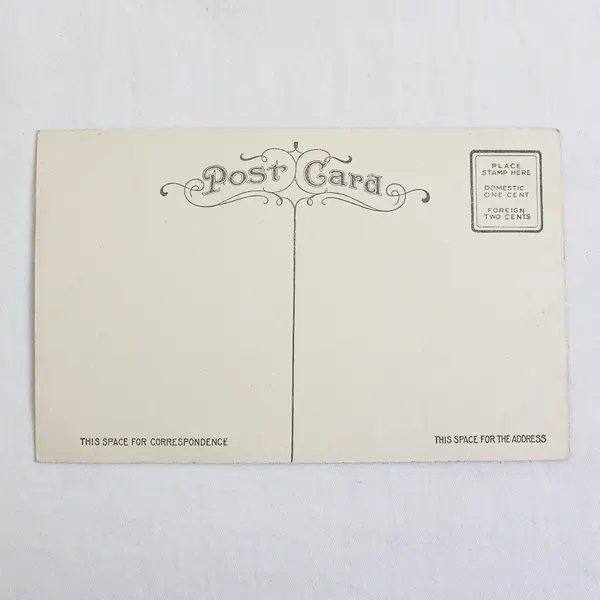 Post Card
PLACE
STAMP HERE
DOMESTIC
ONE CENT
FOREIGN
TWO CENTS
THIS SPACE FOR CORRESPONDENCE
THIS SPACE FOR THE ADDRESS